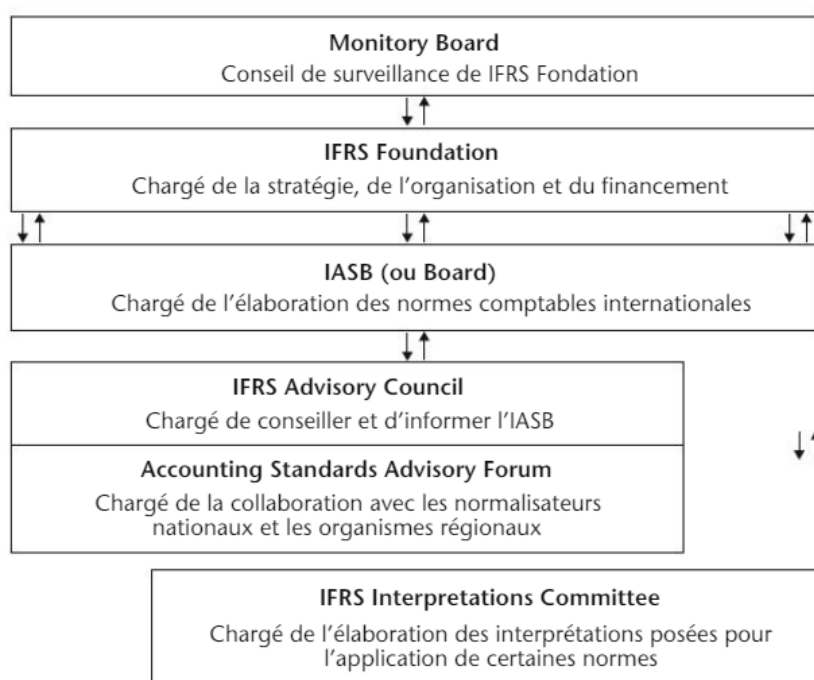 Monitory Board
Conseil de surveillance de IFRS Fondation
IFRS Foundation
Chargé de la stratégie, de l'organisation et du financement
IASB (ou Board)
Chargé de l'élaboration des normes comptables internationales
IFRS Advisory Council
Chargé de conseiller et d'informer l'IASB
Accounting Standards Advisory Forum
Chargé de la collaboration avec les normalisateurs
nationaux et les organismes régionaux
IFRS Interpretations Committee
Chargé de l'élaboration des interprétations posées pour
l'application de certaines normes